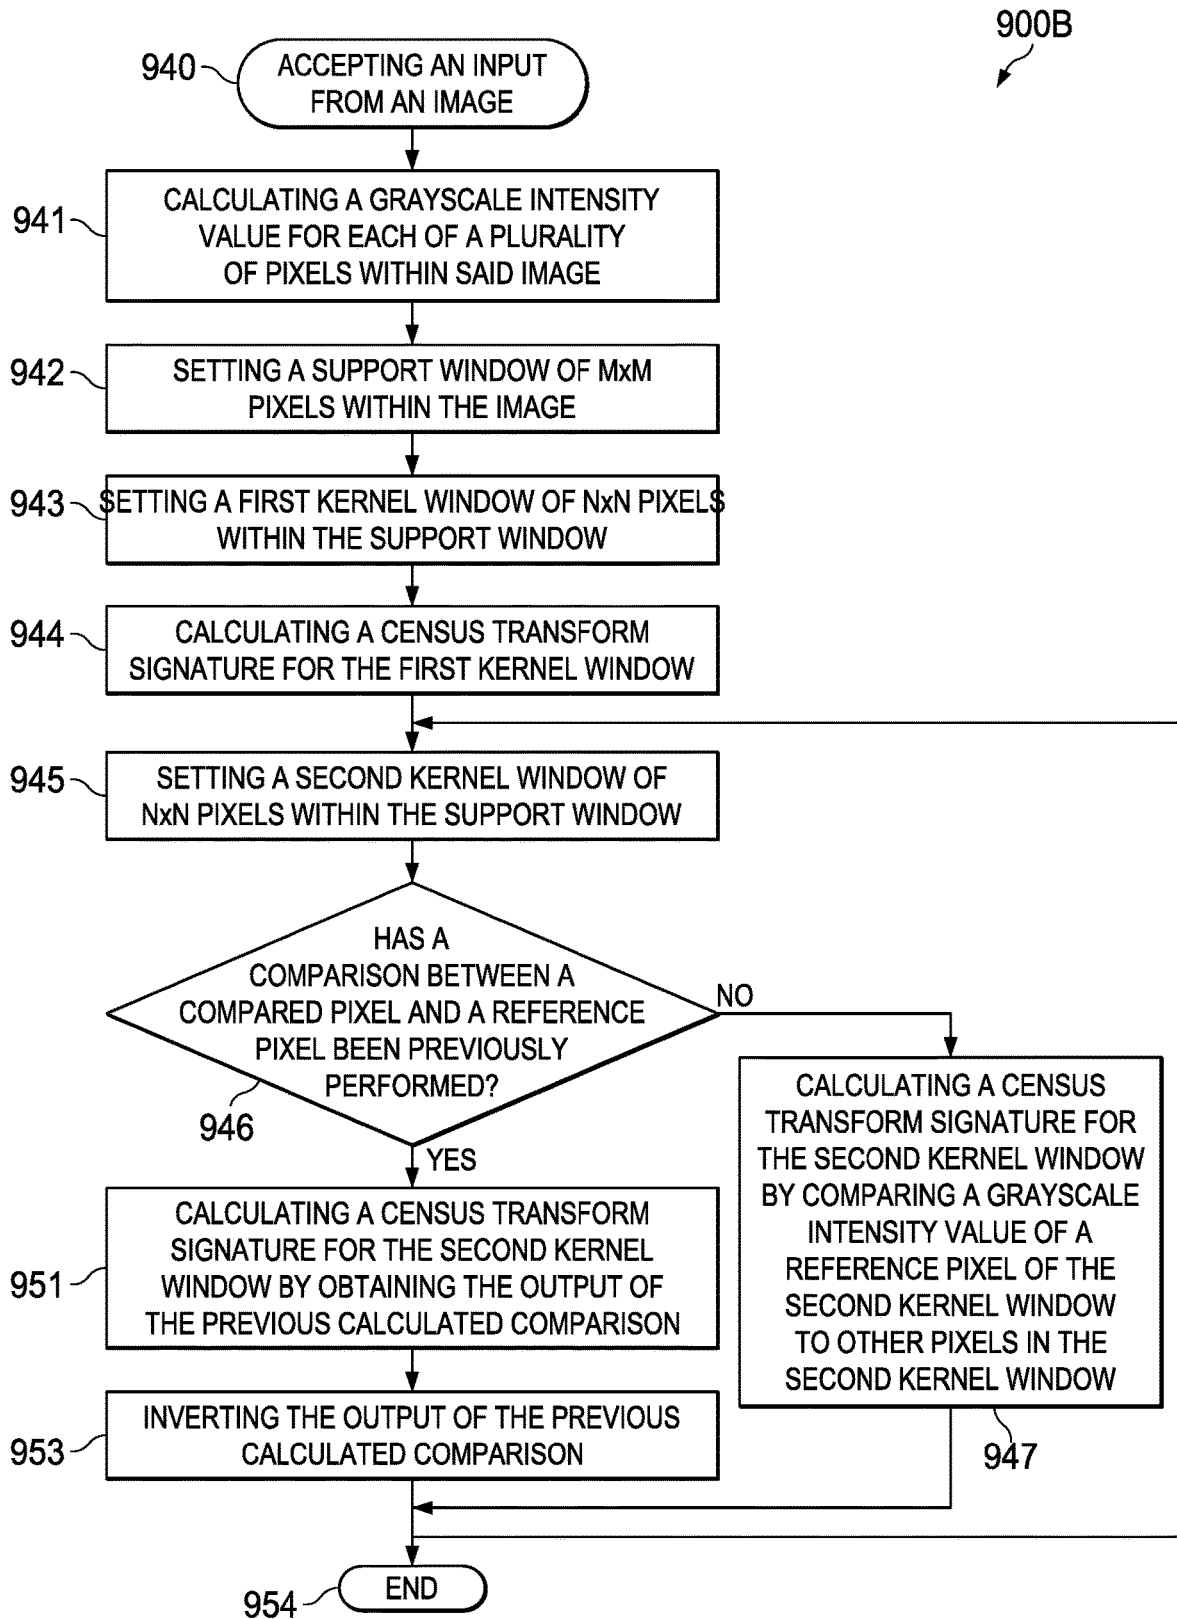 900B
940
ACCEPTING AN INPUT
FROM AN IMAGE
941
CALCULATING A GRAYSCALE INTENSITY
VALUE FOR EACH OF A PLURALITY
OF PIXELS WITHIN SAID IMAGE
942
SETTING A SUPPORT WINDOW OF MxM
PIXELS WITHIN THE IMAGE
943
SETTING A FIRST KERNEL WINDOW OF NxN PIXELS
WITHIN THE SUPPORT WINDOW
944
CALCULATING A CENSUS TRANSFORM
SIGNATURE FOR THE FIRST KERNEL WINDOW
945
SETTING A SECOND KERNEL WINDOW OF
NxN PIXELS WITHIN THE SUPPORT WINDOW
HAS A
COMPARISON BETWEEN A
COMPARED PIXEL AND A REFERENCE
PIXEL BEEN PREVIOUSLY
PERFORMED?
946
NO
YES
CALCULATING A CENSUS
TRANSFORM SIGNATURE FOR
THE SECOND KERNEL WINDOW
BY COMPARING A GRAYSCALE
INTENSITY VALUE OF A
REFERENCE PIXEL OF THE
SECOND KERNEL WINDOW
TO OTHER PIXELS IN THE
SECOND KERNEL WINDOW
947
951
CALCULATING A CENSUS TRANSFORM
SIGNATURE FOR THE SECOND KERNEL
WINDOW BY OBTAINING THE OUTPUT OF
THE PREVIOUS CALCULATED COMPARISON
953
INVERTING THE OUTPUT OF THE PREVIOUS
CALCULATED COMPARISON
954
END